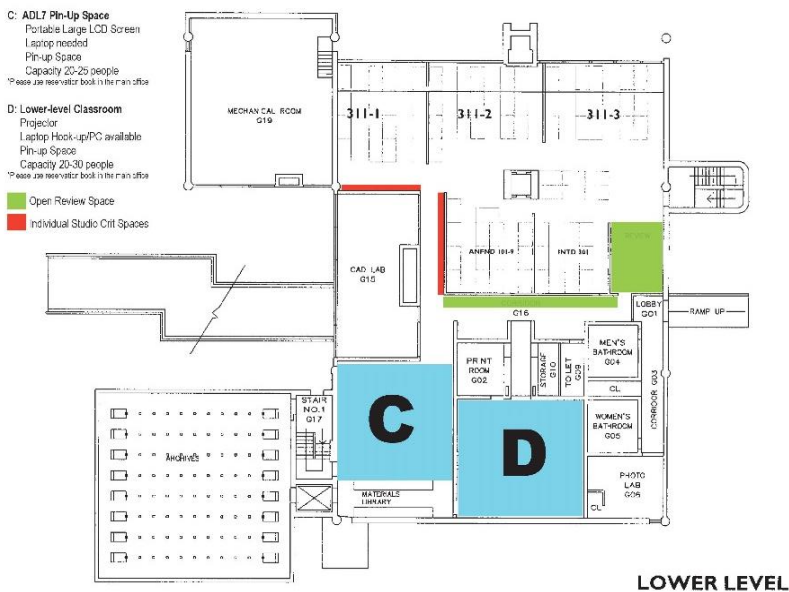 C: ADL7 Pin-Up Space
Portable Large LCD Screen
Laptop needed
Pin-up Space
Capacity 20-25 people
*Please use reservation book in the main office
D: Lower-level Classroom
Projector
Laptop Hook-up/PC available
Pin-up Space
Capacity 20-30 people
*Please use reservation book in the main office
Open Review Space
Individual Studio Crit Spaces
MECHANICAL ROOM
G19
311-1
311-2
311-3
CAD LAB
G15
ANFND 101-9
INTD 301
REVIEW
CORRIDOR
C16
LOBBY
G01
RAMP UP
PRINT
ROOM
G02
STORAGE
G10
TOILET
G09
MEN'S
BATHROOM
G04
CL
CORRIDOR G03
WOMEN'S
BATHROOM
G05
PHOTO
LAB
G06
CL
STAIR
NO.1
G17
C
D
ARCHIVES
MATERIALS
LIBRARY
LOWER LEVEL